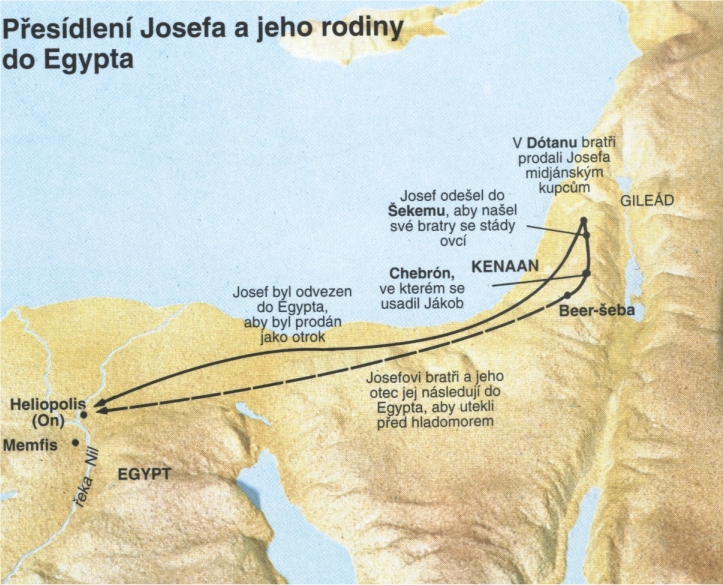 Přesídlení Josefa a jeho rodiny
do Egypta
V Dótanu bratři
prodali Josefa
midjánským
kupcům
GILEÁD
Josef odešel do
Šekemu, aby našel
své bratry se stády
ovcí
KENAAN
Chebrón,
ve kterém se
usadil Jákob
Beer-šeba
Josef byl odvezen
do Egypta,
aby byl prodán
jako otrok
Josefovi bratři a jeho
otec jej následují do
Egypta, aby utekli
před hladomorem
Heliopolis
(On)
Memfis
EGYPT
řeka Nil